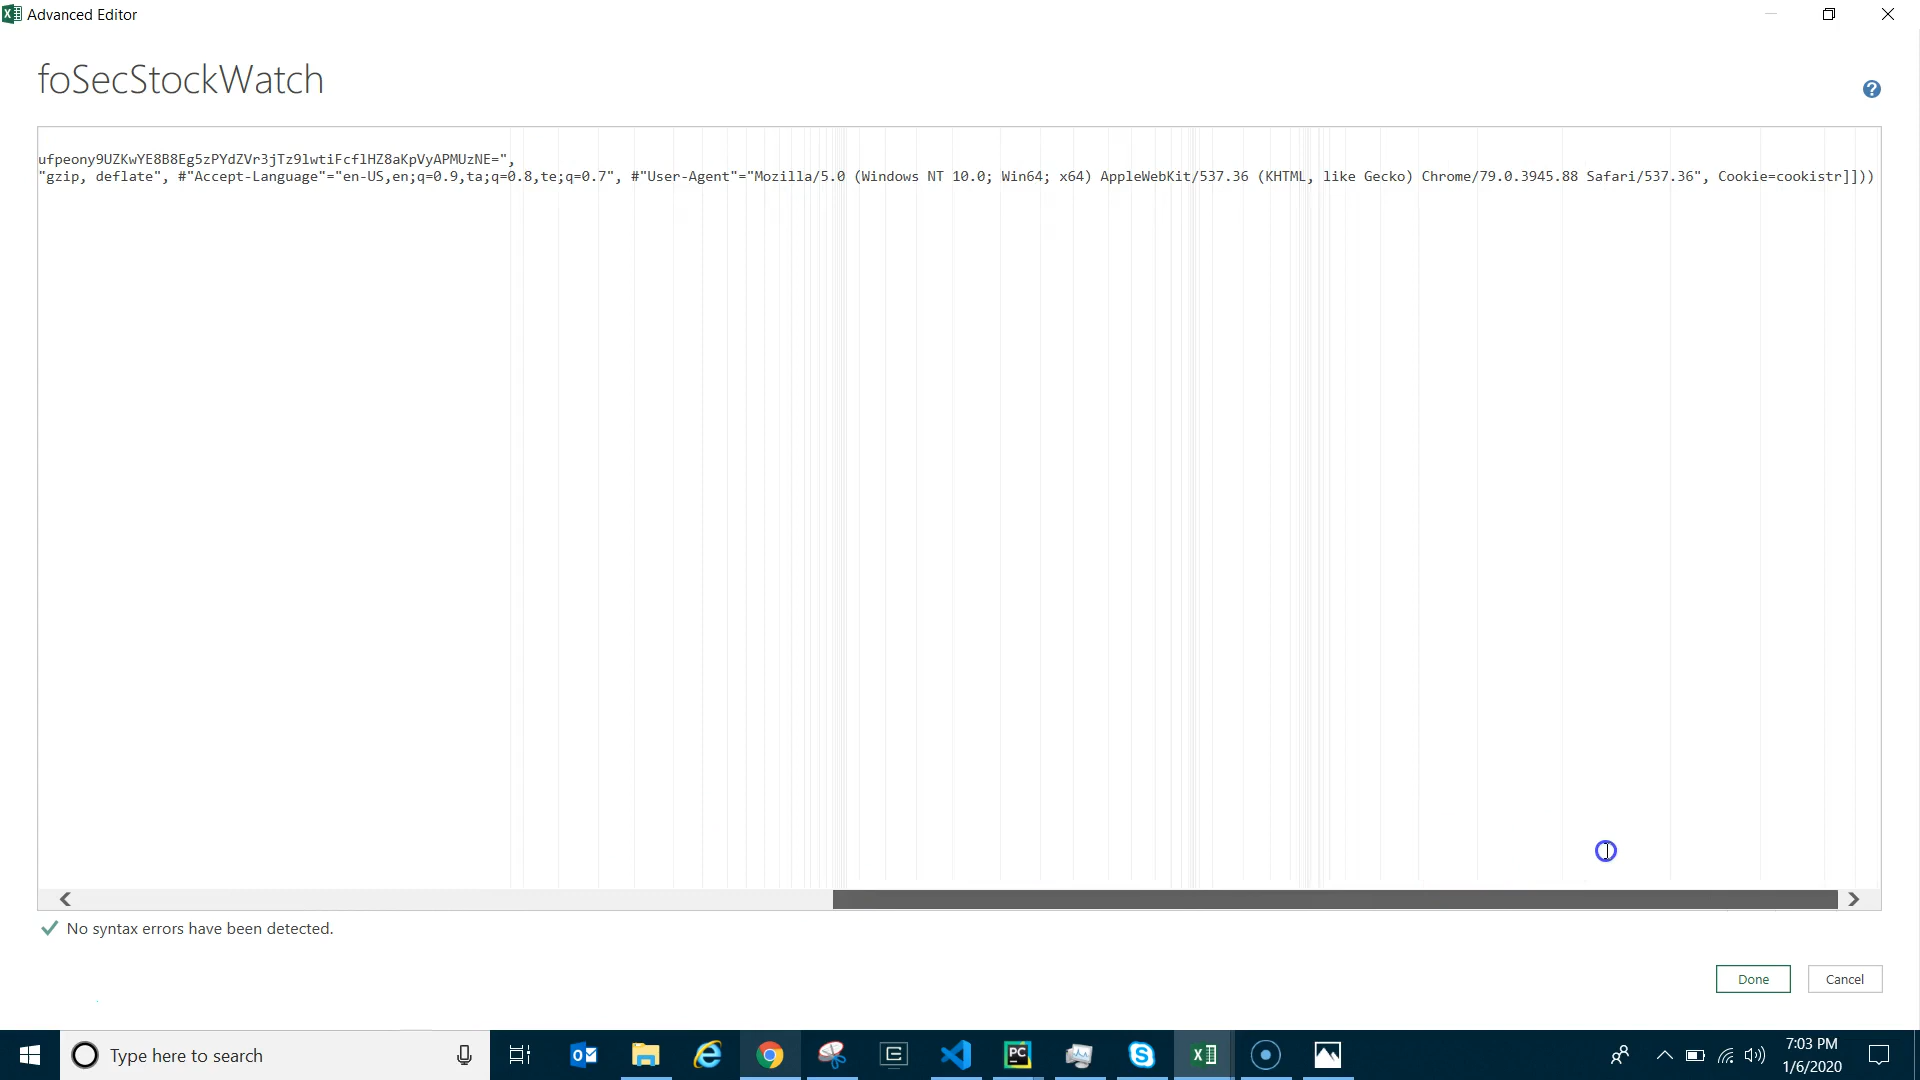 Advanced Editor
foSecStockWatch
?
ufpeony9UZKwYE8B8Eg5zPYdZVr3jTz9lwtiFcflHZ8aKpVyAPMUzNE=",
"gzip, deflate", #"Accept-Language"="en-US,en;q=0.9,ta;q=0.8,te;q=0.7", #"User-Agent"="Mozilla/5.0 (Windows NT 10.0; Win64; x64) AppleWebKit/537.36 (KHTML, like Gecko) Chrome/79.0.3945.88 Safari/537.36", Cookie=cookistr]]))
No syntax errors have been detected.
Done
Cancel
Type here to search
7:03 PM
1/6/2020